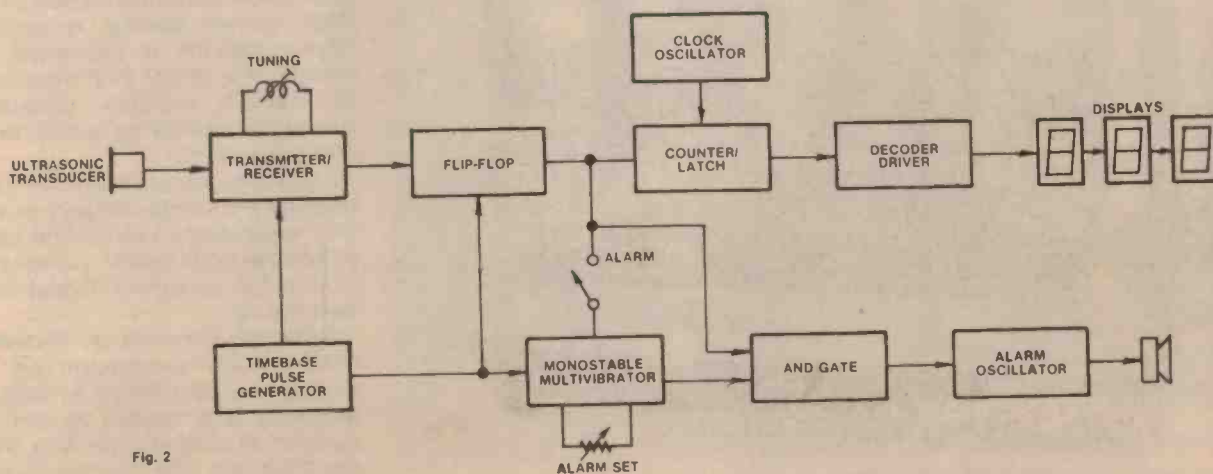 CLOCK
OSCILLATOR
TUNING
DISPLAYS
ULTRASONIC
TRANSDUCER
TRANSMITTER/
RECEIVER
FLIP-FLOP
COUNTER/
LATCH
DECODER
DRIVER
ALARM
TIMEBASE
PULSE
GENERATOR
MONOSTABLE
MULTIVIBRATOR
AND GATE
ALARM
OSCILLATOR
Fig. 2
ALARM SET